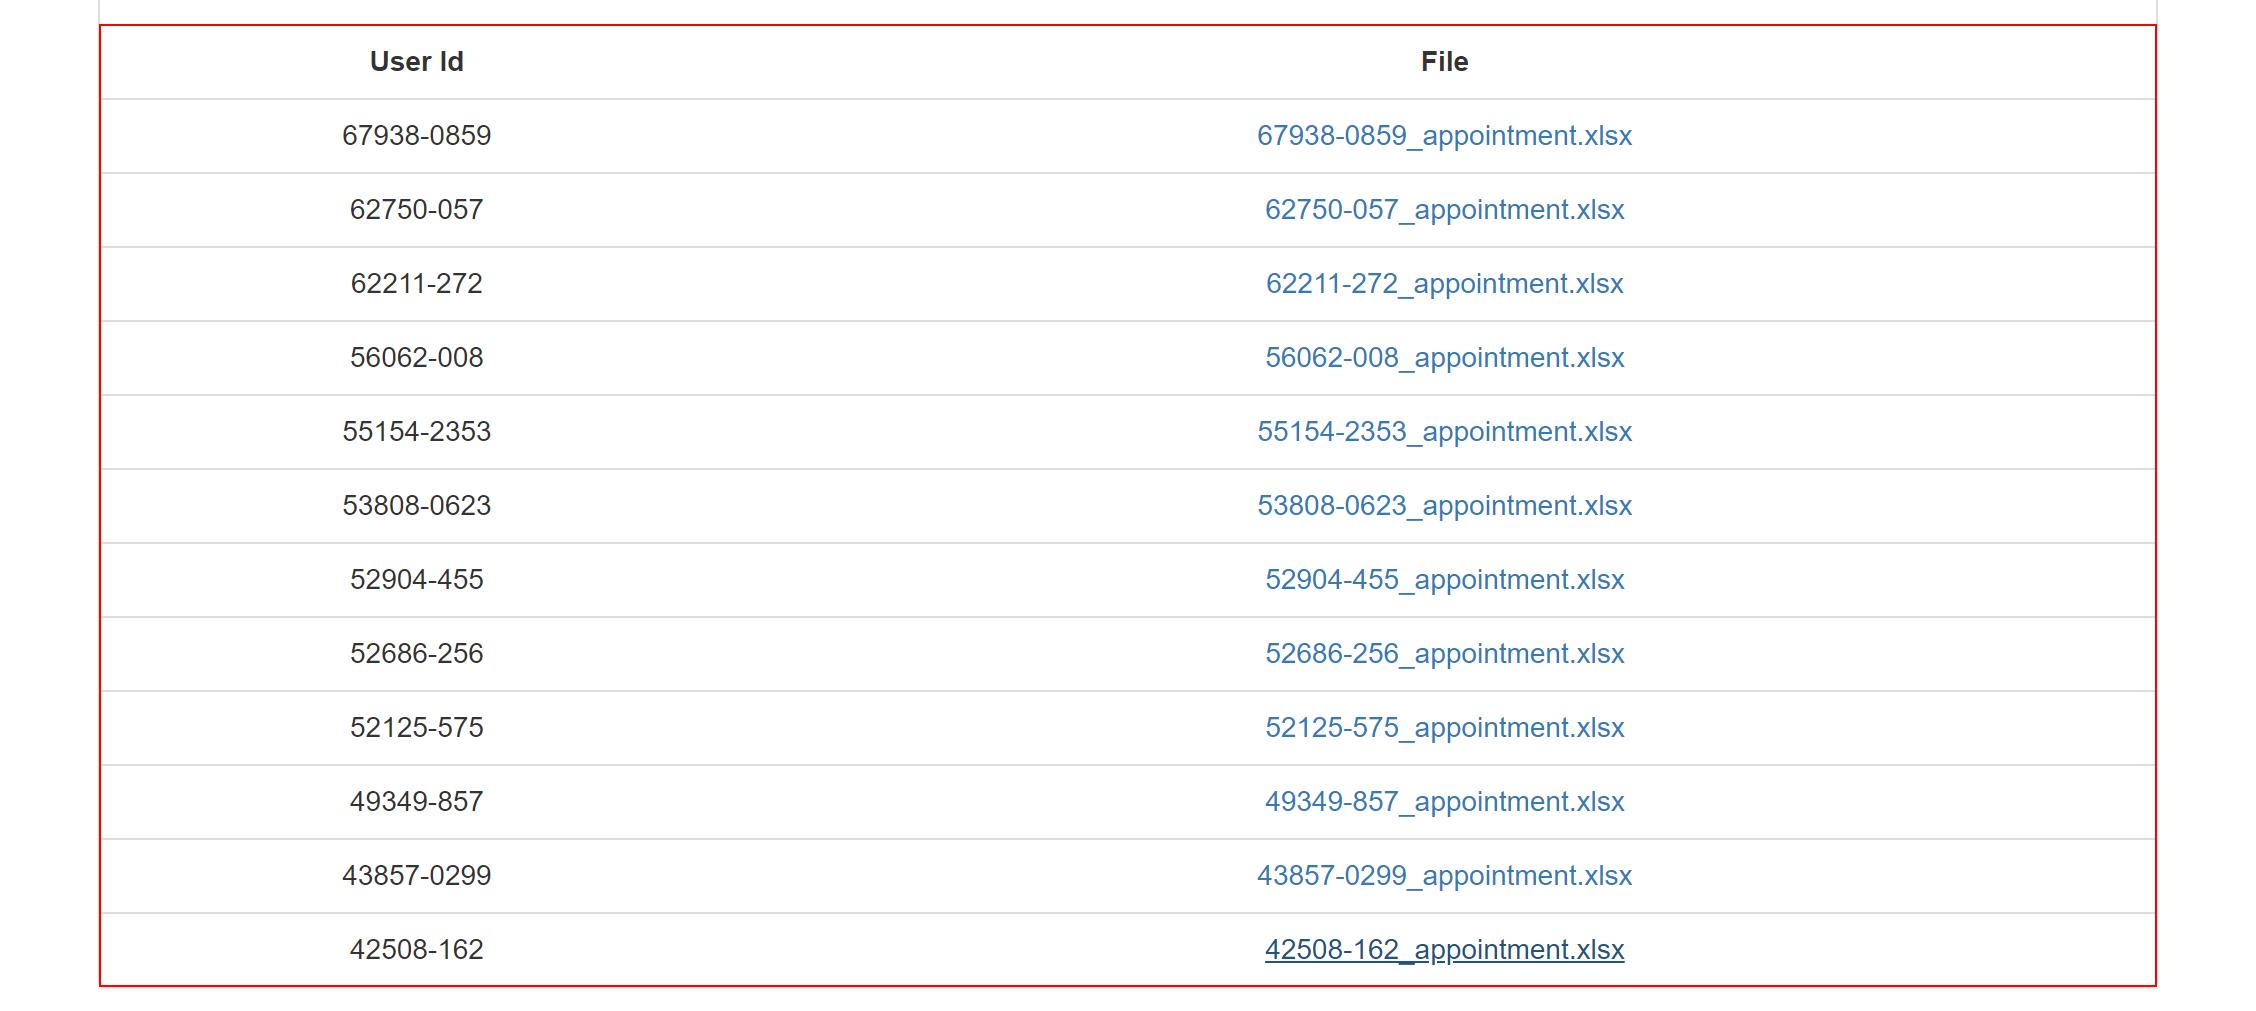 User Id File
67938-0859 67938-0859_appointment.xlsx
62750-057 62750-057_appointment.xlsx
62211-272 62211-272_appointment.xlsx
56062-008 56062-008_appointment.xlsx
55154-2353 55154-2353_appointment.xlsx
53808-0623 53808-0623_appointment.xlsx
52904-455 52904-455_appointment.xlsx
52686-256 52686-256_appointment.xlsx
52125-575 52125-575_appointment.xlsx
49349-857 49349-857_appointment.xlsx
43857-0299 43857-0299_appointment.xlsx
42508-162 42508-162_appointment.xlsx